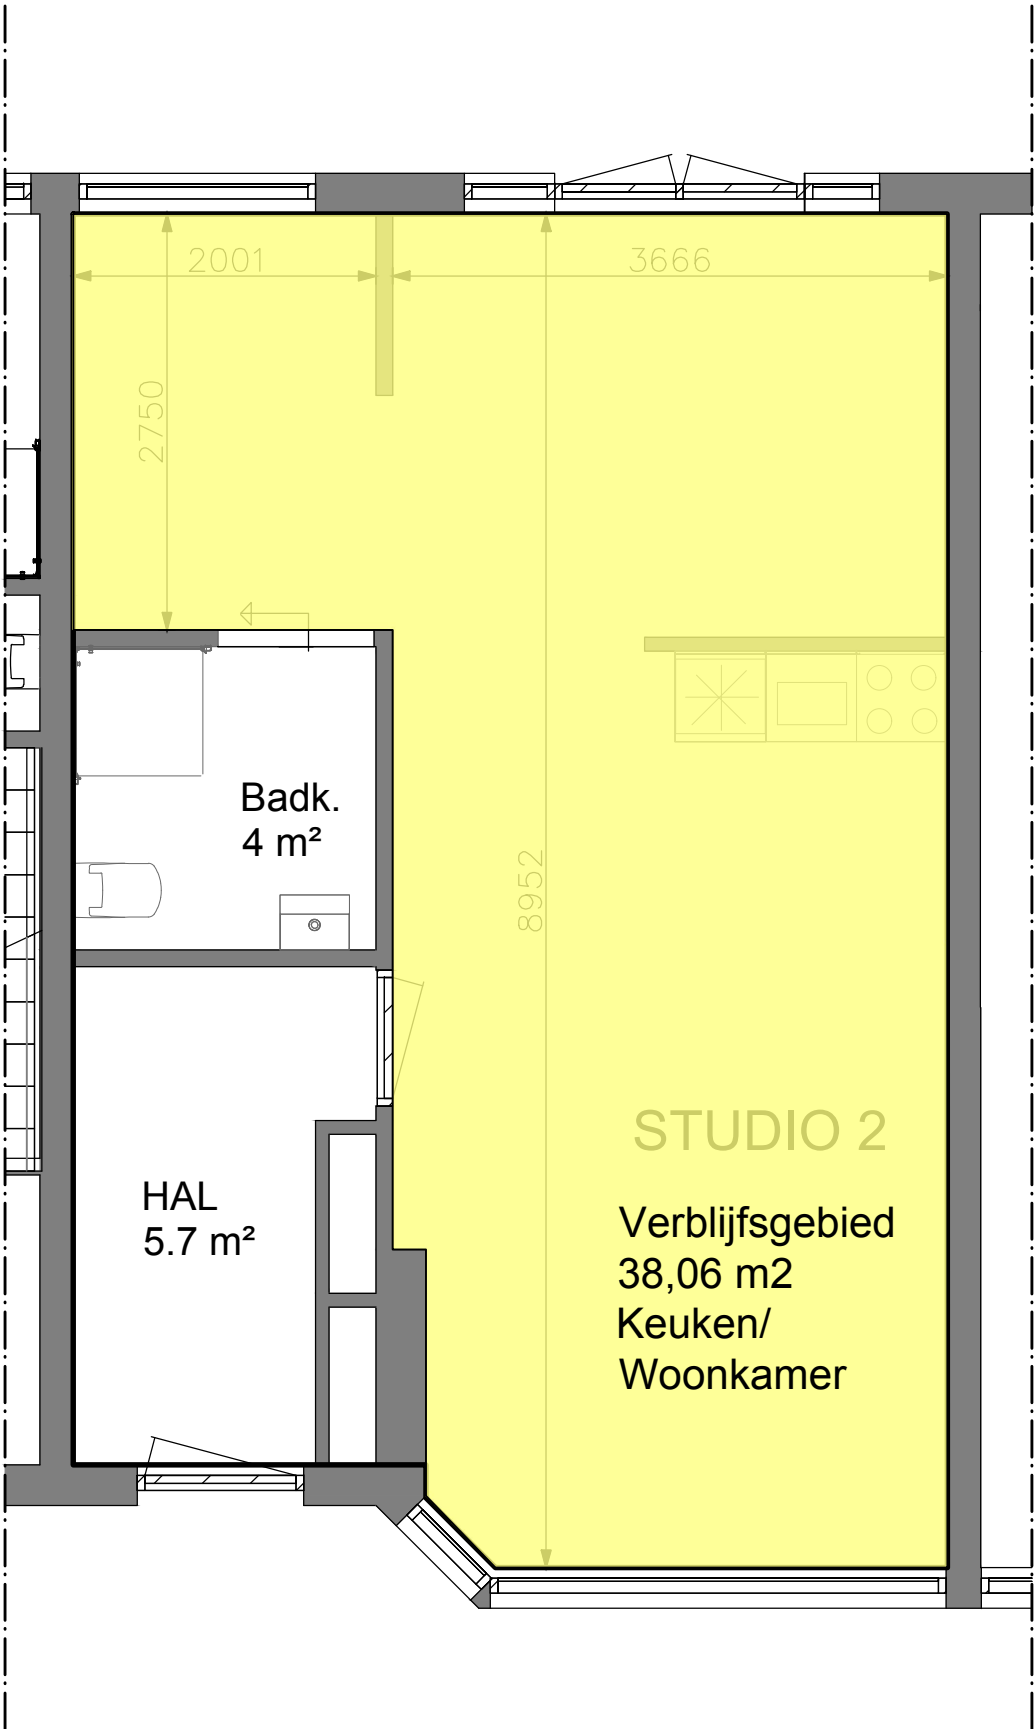 2001
3666
2750
Badk.
4 m²
8952
STUDIO 2
HAL
5.7 m²
Verblijfsgebied
38,06 m2
Keuken/
Woonkamer